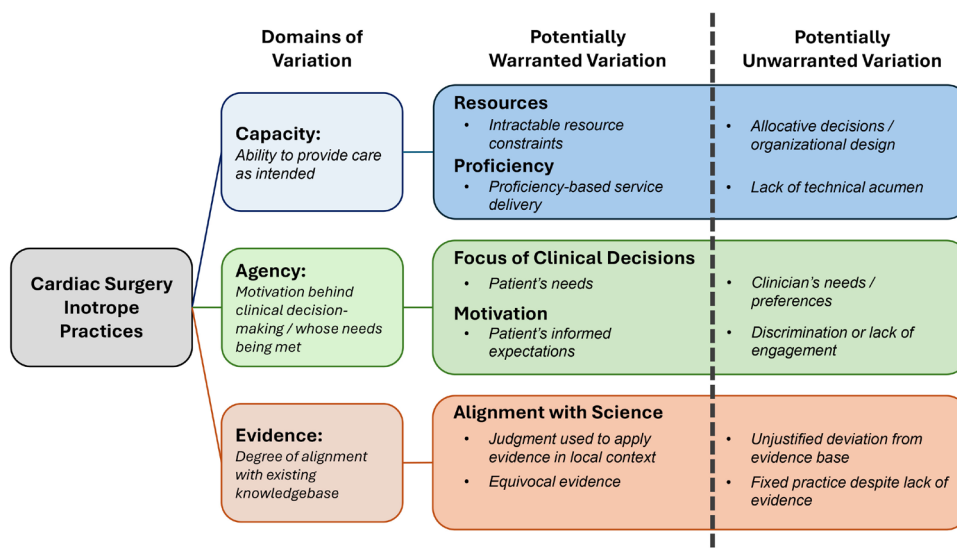 Domains of
Variation
Potentially
Warranted Variation
Potentially
Unwarranted Variation
Cardiac Surgery
Inotrope
Practices
Capacity:
Ability to provide care
as intended
Resources
• Intractable resource
constraints
Proficiency
• Proficiency-based service
delivery
• Allocative decisions /
organizational design
• Lack of technical acumen
Agency:
Motivation behind
clinical decision-
making / whose needs
being met
Focus of Clinical Decisions
• Patient's needs
Motivation
• Patient's informed
expectations
• Clinician's needs /
preferences
• Discrimination or lack of
engagement
Evidence:
Degree of alignment
with existing
knowledgebase
Alignment with Science
• Judgment used to apply
evidence in local context
• Equivocal evidence
• Unjustified deviation from
evidence base
• Fixed practice despite lack of
evidence